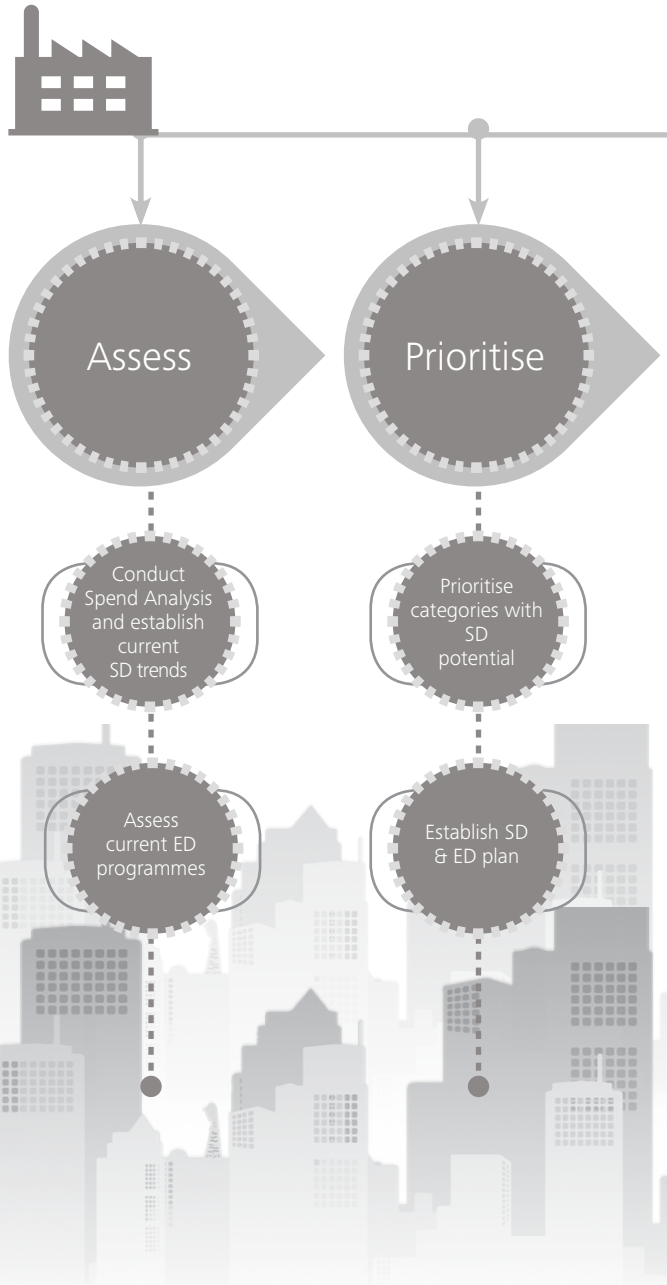 Assess
Conduct
Spend Analysis
and establish
current
SD trends
Assess
current ED
programmes
Prioritise
Prioritise
categories with
SD
potential
Establish SD
& ED plan